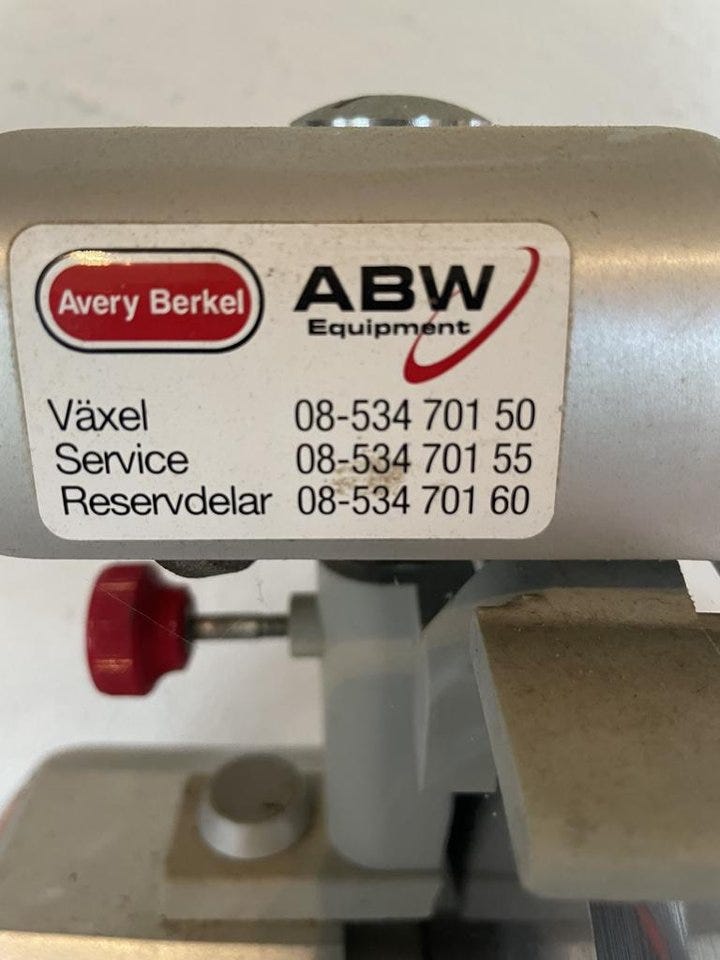 Avery Berkel
ABW
Equipment
Växel 08-534 701 50
Service 08-534 701 55
Reservdelar 08-534 701 60